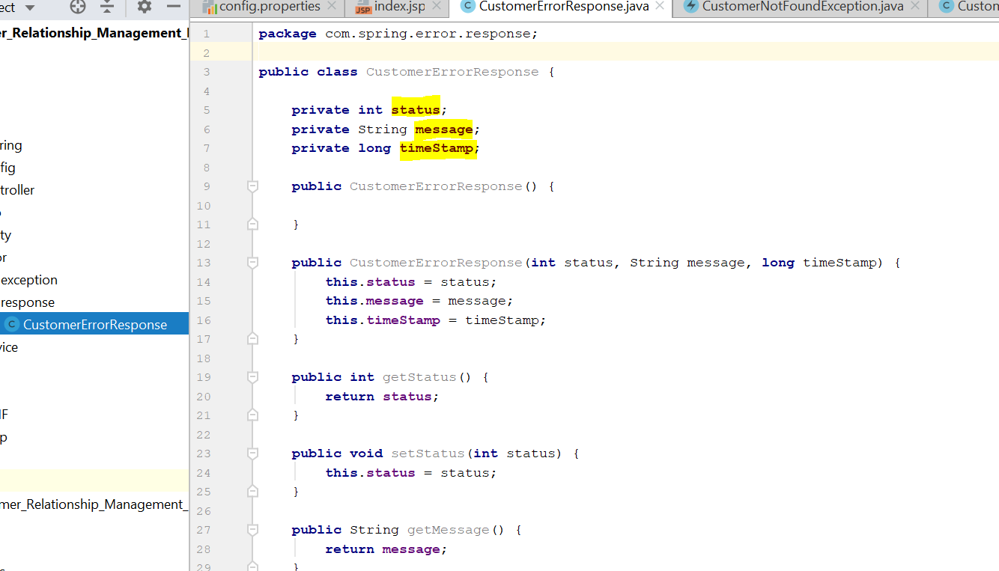 ect
config.properties
index.jsp
CustomerErrorResponse.java
CustomerNotFoundException.java
Custom
er_Relationship_Management_
ring
fig
troller
ty
or
exception
response
CustomerErrorResponse
vice
IF
p
mer_Relationship_Management_
1 package com.spring.error.response;
2
3 public class CustomerErrorResponse {
4
5 private int status;
6 private String message;
7 private long timeStamp;
8
9 public CustomerErrorResponse() {
10
11 }
12
13 public CustomerErrorResponse(int status, String message, long timeStamp) {
14 this.status = status;
15 this.message = message;
16 this.timeStamp = timeStamp;
17 }
18
19 public int getStatus() {
20 return status;
21 }
22
23 public void setStatus(int status) {
24 this.status = status;
25 }
26
27 public String getMessage() {
28 return message;
29 }